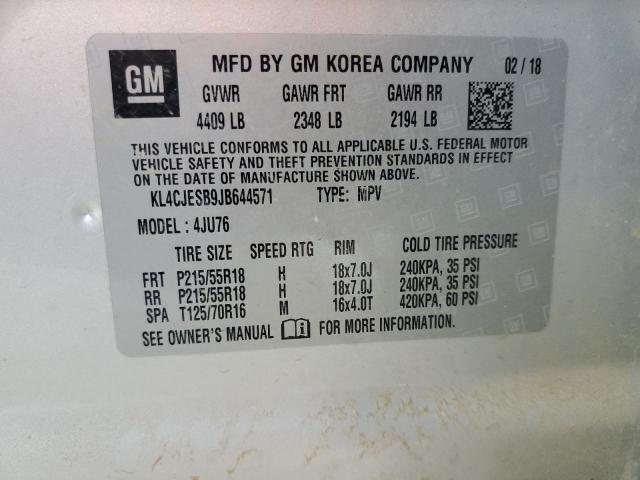 GM MFD BY GM KOREA COMPANY 02 / 18
GVWR GAWR FRT GAWR RR
4409 LB 2348 LB 2194 LB
THIS VEHICLE CONFORMS TO ALL APPLICABLE U.S. FEDERAL MOTOR
VEHICLE SAFETY AND THEFT PREVENTION STANDARDS IN EFFECT
ON THE DATE OF MANUFACTURE SHOWN ABOVE.
KL4CJESB9JB644571 TYPE: MPV
MODEL : 4JU76
TIRE SIZE SPEED RTG RIM COLD TIRE PRESSURE
FRT P215/55R18 H 18x7.0J 240KPA, 35 PSI
RR P215/55R18 H 18x7.0J 240KPA, 35 PSI
SPA T125/70R16 M 16x4.0T 420KPA, 60 PSI
SEE OWNER'S MANUAL FOR MORE INFORMATION.